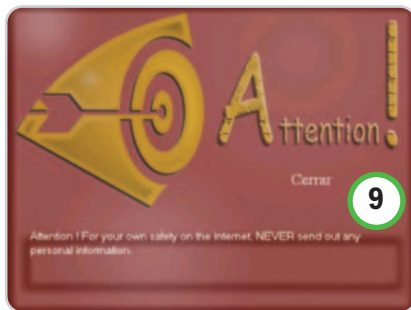 Attention!
Cerrar
9
Attention ! For your own safety on the Internet, NEVER send out any
personal information.